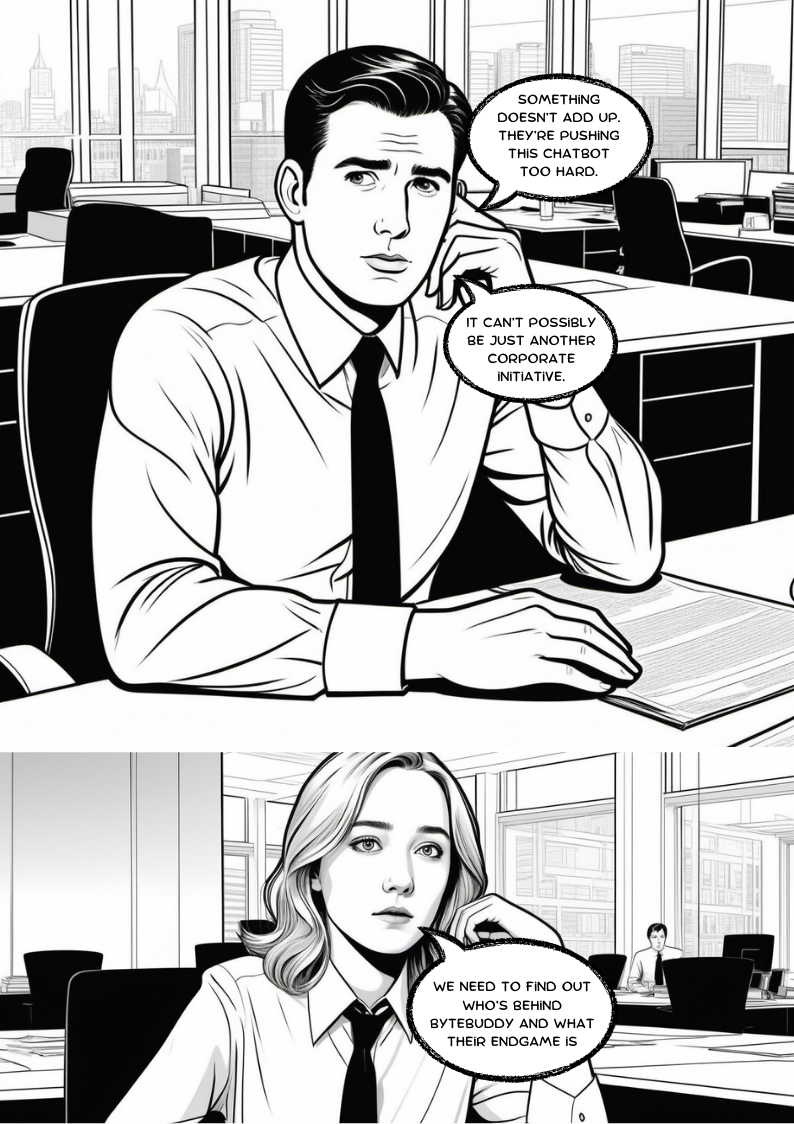 SOMETHING
DOESN'T ADD UP.
THEY'RE PUSHING
THIS CHATBOT
TOO HARD.
IT CAN'T POSSIBLY
BE JUST ANOTHER
CORPORATE
INITIATIVE.
WE NEED TO FIND OUT
WHO'S BEHIND
BYTEBUDDY AND WHAT
THEIR ENDGAME IS